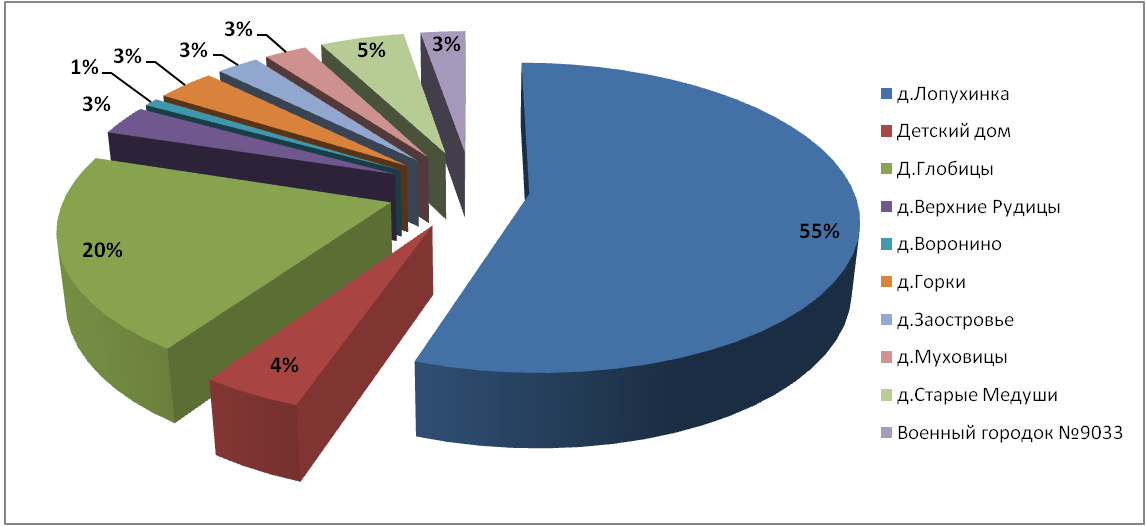 3%
3%
3%
5%
3%
3%
1%
3%
20%
4%
55%
д.Лопухинка
Детский дом
Д.Глобицы
д.Верхние Рудицы
д.Воронино
д.Горки
д.Заостровье
д.Муховицы
д.Старые Медуши
Военный городок №9033